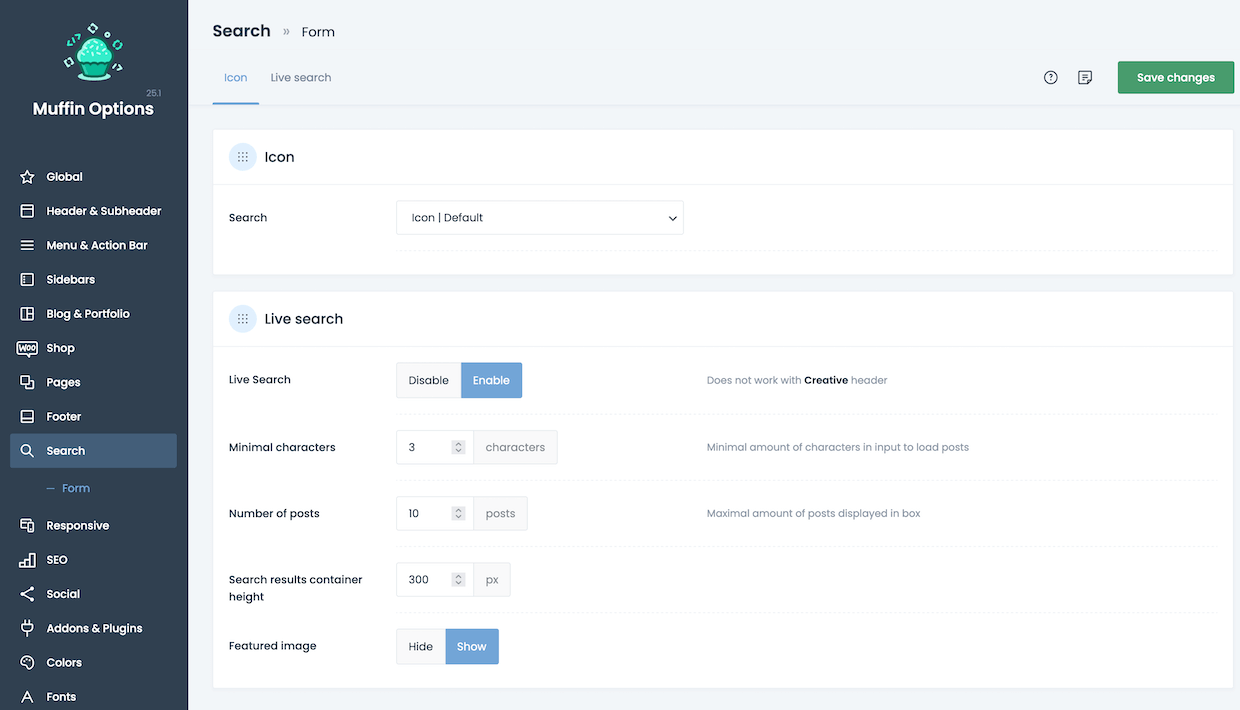 25.1
Muffin Options
Global
Header & Subheader
Menu & Action Bar
Sidebars
Blog & Portfolio
Woo
Shop
Pages
Footer
Search
— Form
Responsive
SEO
Social
Addons & Plugins
Colors
Fonts
Search » Form
Icon Live search
Save changes
Icon
Search Icon | Default
Live search
Live Search Disable Enable Does not work with Creative header
Minimal characters 3 characters Minimal amount of characters in input to load posts
Number of posts 10 posts Maximal amount of posts displayed in box
Search results container
height
300 px
Featured image Hide Show